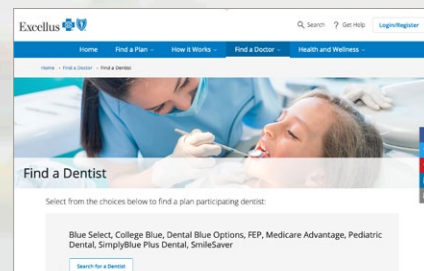 Excellus
Search ? Get Help Login/Register
Home Find a Plan How it Works Find a Doctor Health and Wellness
Home > Find a Doctor > Find a Dentist
Find a Dentist
Select from the choices below to find a plan participating dentist:
Blue Select, College Blue, Dental Blue Options, FEP, Medicare Advantage, Pediatric
Dental, SimplyBlue Plus Dental, SmileSaver
Search for a Dentist